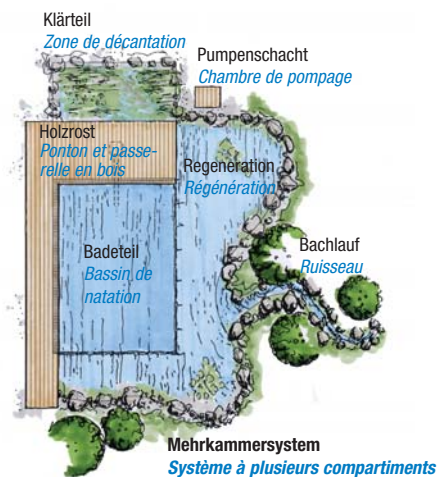 Klärteil
Zone de décantation
Pumpenschacht
Chambre de pompage
Holzrost
Ponton et passe-
relle en bois
Regeneration
Régénération
Badeteil
Bassin de
natation
Bachlauf
Ruisseau
Mehrkammersystem
Système à plusieurs compartiments